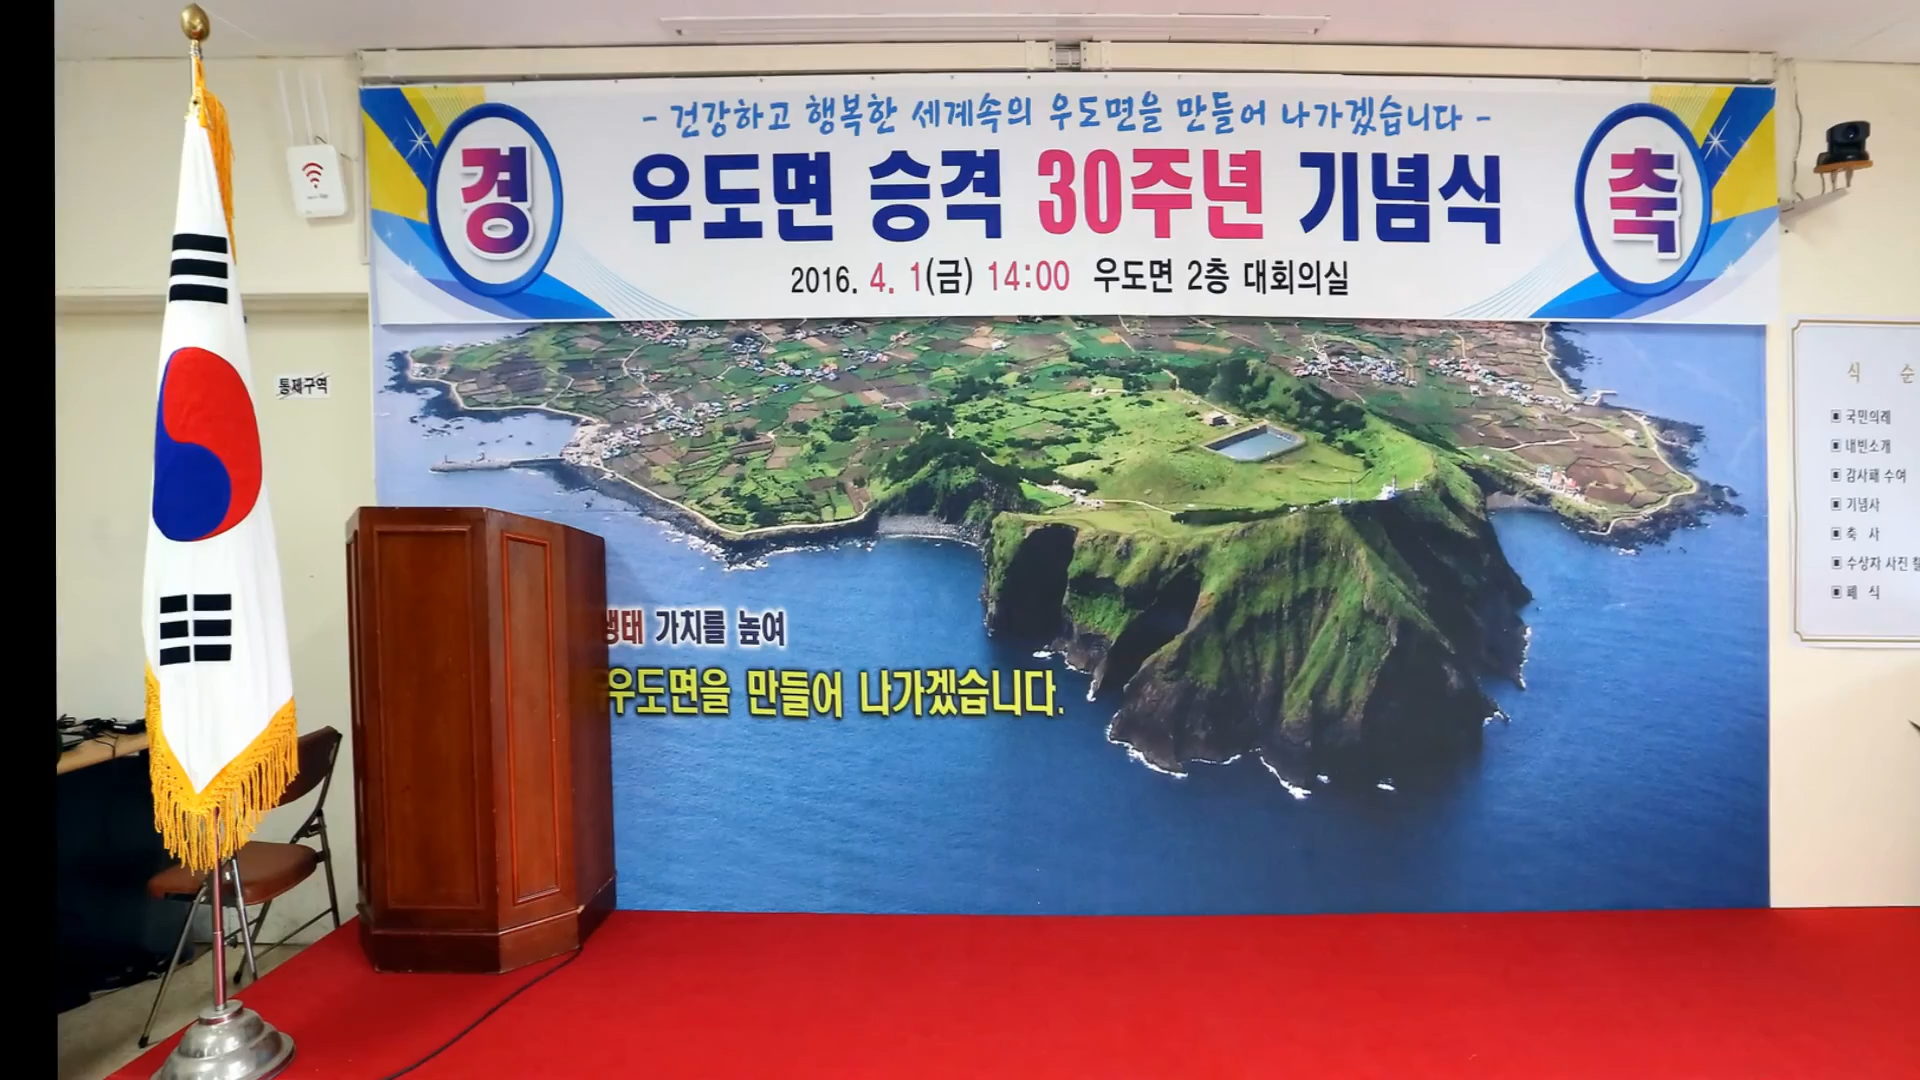 - 건강하고 행복한 세계속의 우도면을 만들어 나가겠습니다 -
경 우도면 승격 30주년 기념식 축
2016. 4. 1(금) 14:00 우도면 2층 대회의실
통제구역
생태 가치를 높여
우도면을 만들어 나가겠습니다.
식 순
▣ 국민의례
▣ 내빈소개
▣ 감사패 수여
▣ 기념사
▣ 축 사
▣ 수상자 사진
▣ 폐 식